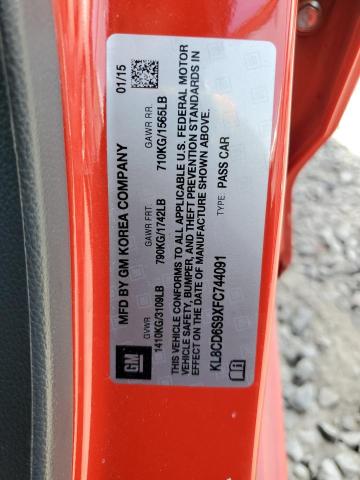 GM
MFD BY GM KOREA COMPANY 01/15
GVWR GAWR FRT. GAWR RR.
1410KG/3109LB 790KG/1742LB 710KG/1565LB
THIS VEHICLE CONFORMS TO ALL APPLICABLE U.S. FEDERAL MOTOR
VEHICLE SAFETY, BUMPER, AND THEFT PREVENTION STANDARDS IN
EFFECT ON THE DATE OF MANUFACTURE SHOWN ABOVE.
KL8CD6S9XFC744091 TYPE: PASS CAR